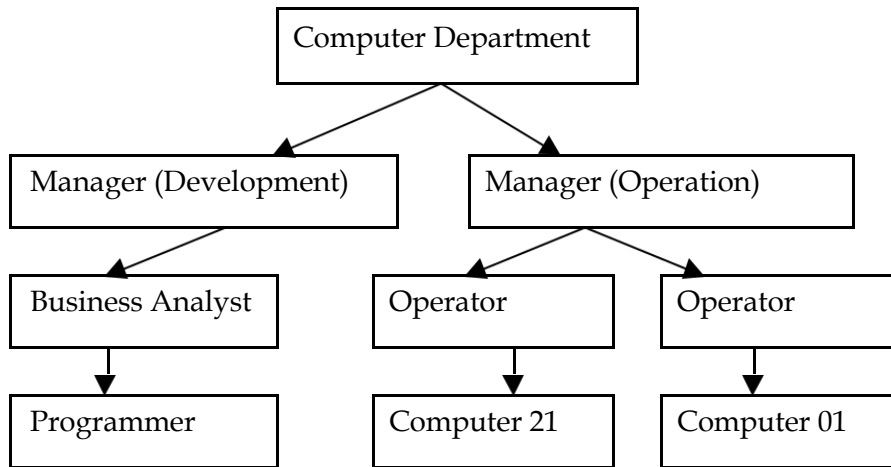 Computer Department
Manager (Development)
Manager (Operation)
Business Analyst
Operator
Operator
Programmer
Computer 21
Computer 01